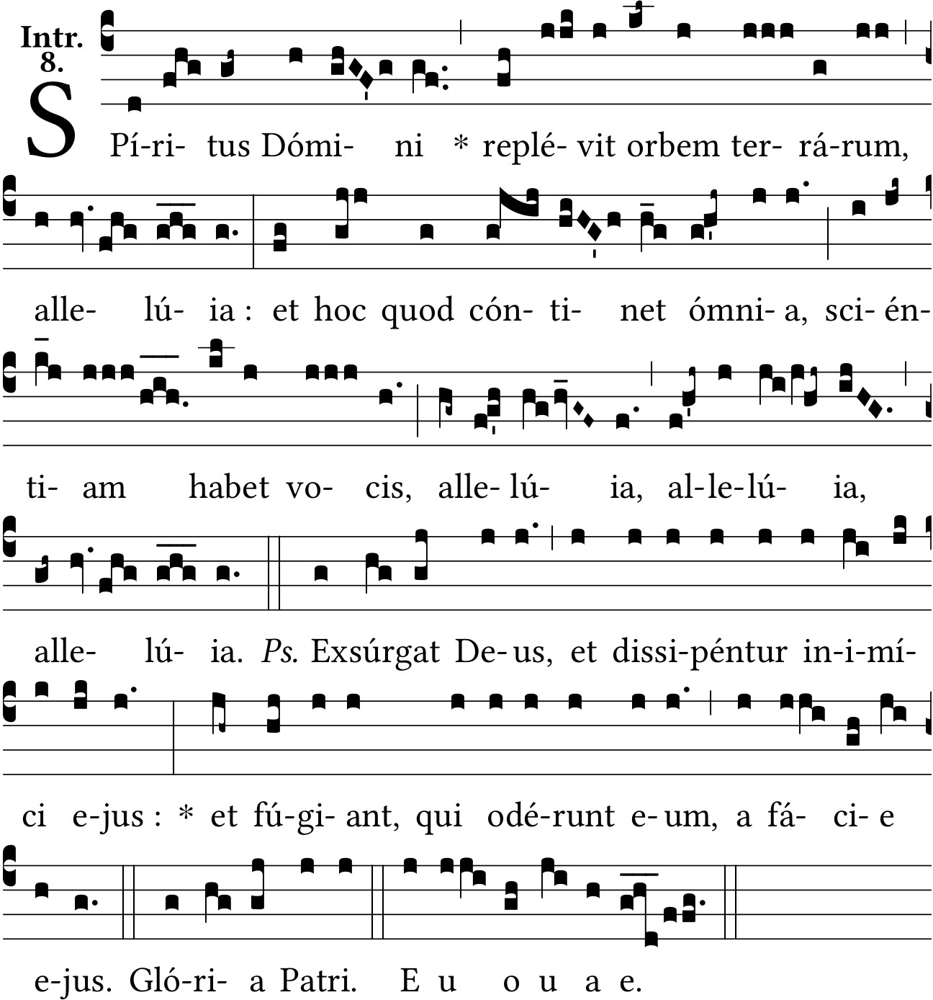 Intr.
8.
SPí-ri- tus Dómi- ni * replé- vit orbem ter- rá-rum,
alle- lú- ia : et hoc quod cón- ti- net ómni- a, sci- én-
ti- am habet vo- cis, alle- lú- ia, al-le-lú- ia,
alle- lú- ia. Ps. Exsúrgat De- us, et dissi-péntur in-i-mí-
ci e-jus : * et fú-gi- ant, qui odé-runt e- um, a fá- ci- e
e-jus. Gló-ri- a Patri. E u o u a e.